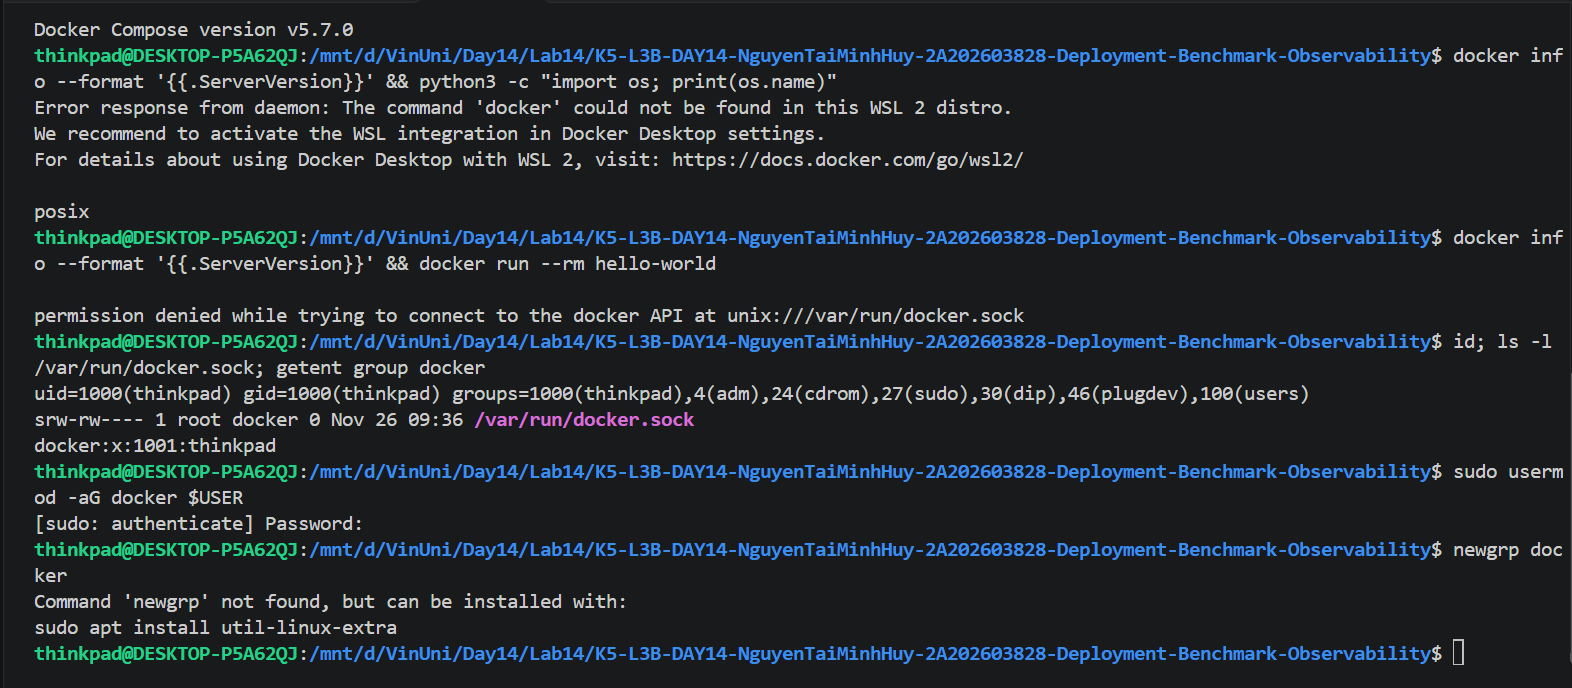 Docker Compose version v5.7.0
thinkpad@DESKTOP-P5A62QJ:/mnt/d/VinUni/Day14/Lab14/K5-L3B-DAY14-NguyenTaiMinhHuy-2A202603828-Deployment-Benchmark-Observability$ docker inf
o --format '{{.ServerVersion}}' && python3 -c "import os; print(os.name)"
Error response from daemon: The command 'docker' could not be found in this WSL 2 distro.
We recommend to activate the WSL integration in Docker Desktop settings.
For details about using Docker Desktop with WSL 2, visit: https://docs.docker.com/go/wsl2/
posix
thinkpad@DESKTOP-P5A62QJ:/mnt/d/VinUni/Day14/Lab14/K5-L3B-DAY14-NguyenTaiMinhHuy-2A202603828-Deployment-Benchmark-Observability$ docker inf
o --format '{{.ServerVersion}}' && docker run --rm hello-world
permission denied while trying to connect to the docker API at unix:///var/run/docker.sock
thinkpad@DESKTOP-P5A62QJ:/mnt/d/VinUni/Day14/Lab14/K5-L3B-DAY14-NguyenTaiMinhHuy-2A202603828-Deployment-Benchmark-Observability$ id; ls -l
/var/run/docker.sock; getent group docker
uid=1000(thinkpad) gid=1000(thinkpad) groups=1000(thinkpad),4(adm),24(cdrom),27(sudo),30(dip),46(plugdev),100(users)
srw-rw---- 1 root docker 0 Nov 26 09:36 /var/run/docker.sock
docker:x:1001:thinkpad
thinkpad@DESKTOP-P5A62QJ:/mnt/d/VinUni/Day14/Lab14/K5-L3B-DAY14-NguyenTaiMinhHuy-2A202603828-Deployment-Benchmark-Observability$ sudo userm
od -aG docker $USER
[sudo: authenticate] Password:
thinkpad@DESKTOP-P5A62QJ:/mnt/d/VinUni/Day14/Lab14/K5-L3B-DAY14-NguyenTaiMinhHuy-2A202603828-Deployment-Benchmark-Observability$ newgrp doc
ker
Command 'newgrp' not found, but can be installed with:
sudo apt install util-linux-extra
thinkpad@DESKTOP-P5A62QJ:/mnt/d/VinUni/Day14/Lab14/K5-L3B-DAY14-NguyenTaiMinhHuy-2A202603828-Deployment-Benchmark-Observability$